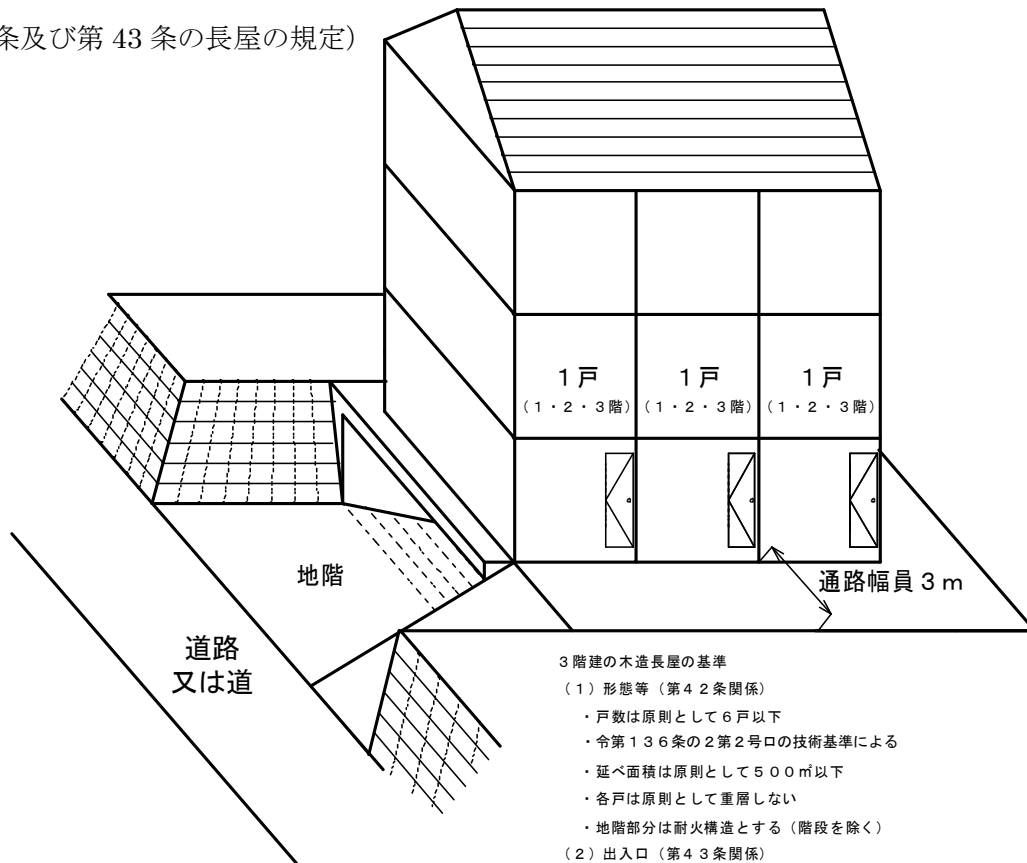 条及び第 43 条の長屋の規定）
１戸
１戸
１戸
（１・２・３階）
（１・２・３階）
（１・２・３階）
地階
通路幅員３ｍ
道路
又は道
３階建の木造長屋の基準
（１）形態等（第４２条関係）
・戸数は原則として６戸以下
・令第１３６条の２第２号ロの技術基準による
・延べ面積は原則として５００㎡以下
・各戸は原則として重層しない
・地階部分は耐火構造とする（階段を除く）
（２）出入口（第４３条関係）